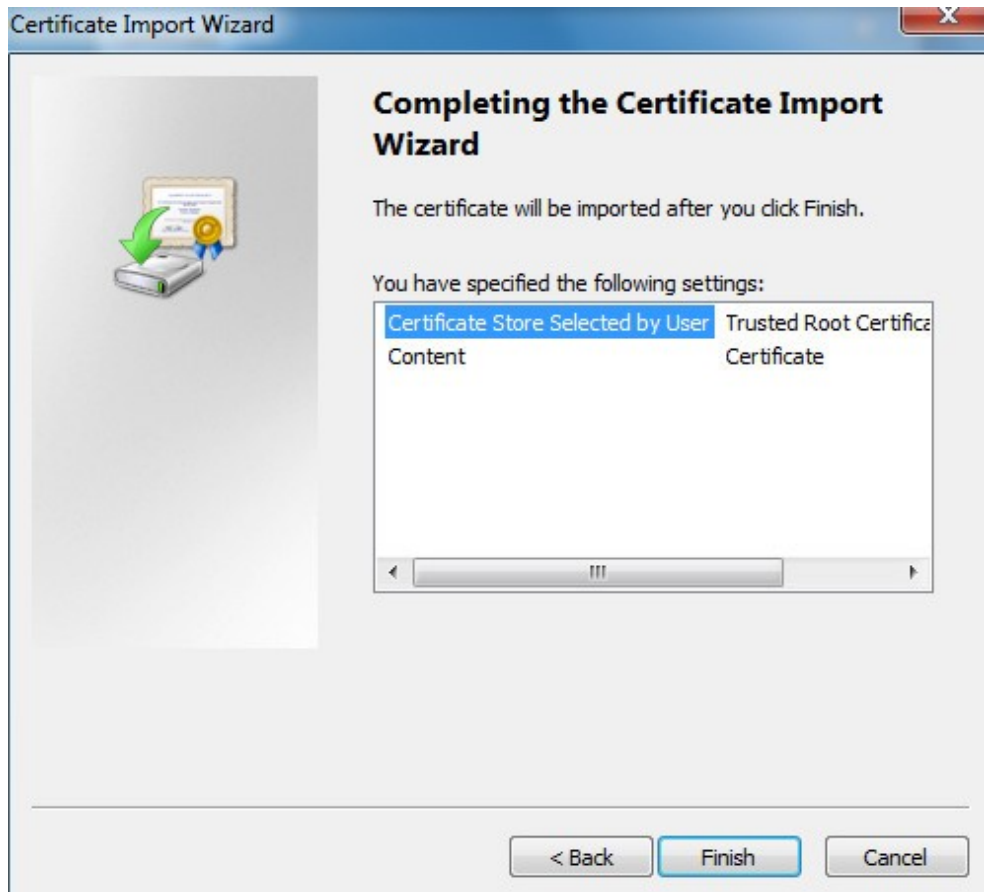 Certificate Import Wizard
Completing the Certificate Import
Wizard
The certificate will be imported after you click Finish.
You have specified the following settings:
Certificate Store Selected by User Trusted Root Certifica
Content Certificate
< Back Finish Cancel